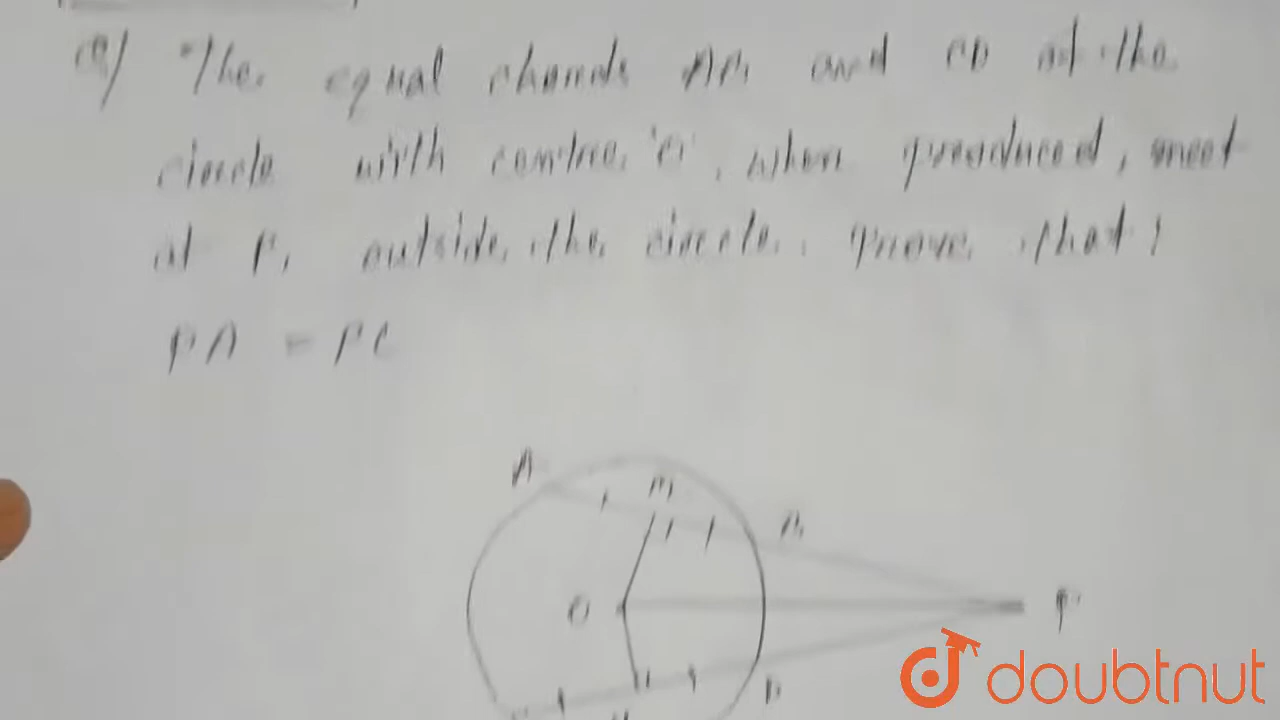 Q) The equal chords AB and CD of the
circle with centre 'O', when produced, meet
at P, outside the circle. Prove that:
PA = PC
A
M
B
O
P
D
doubtnut